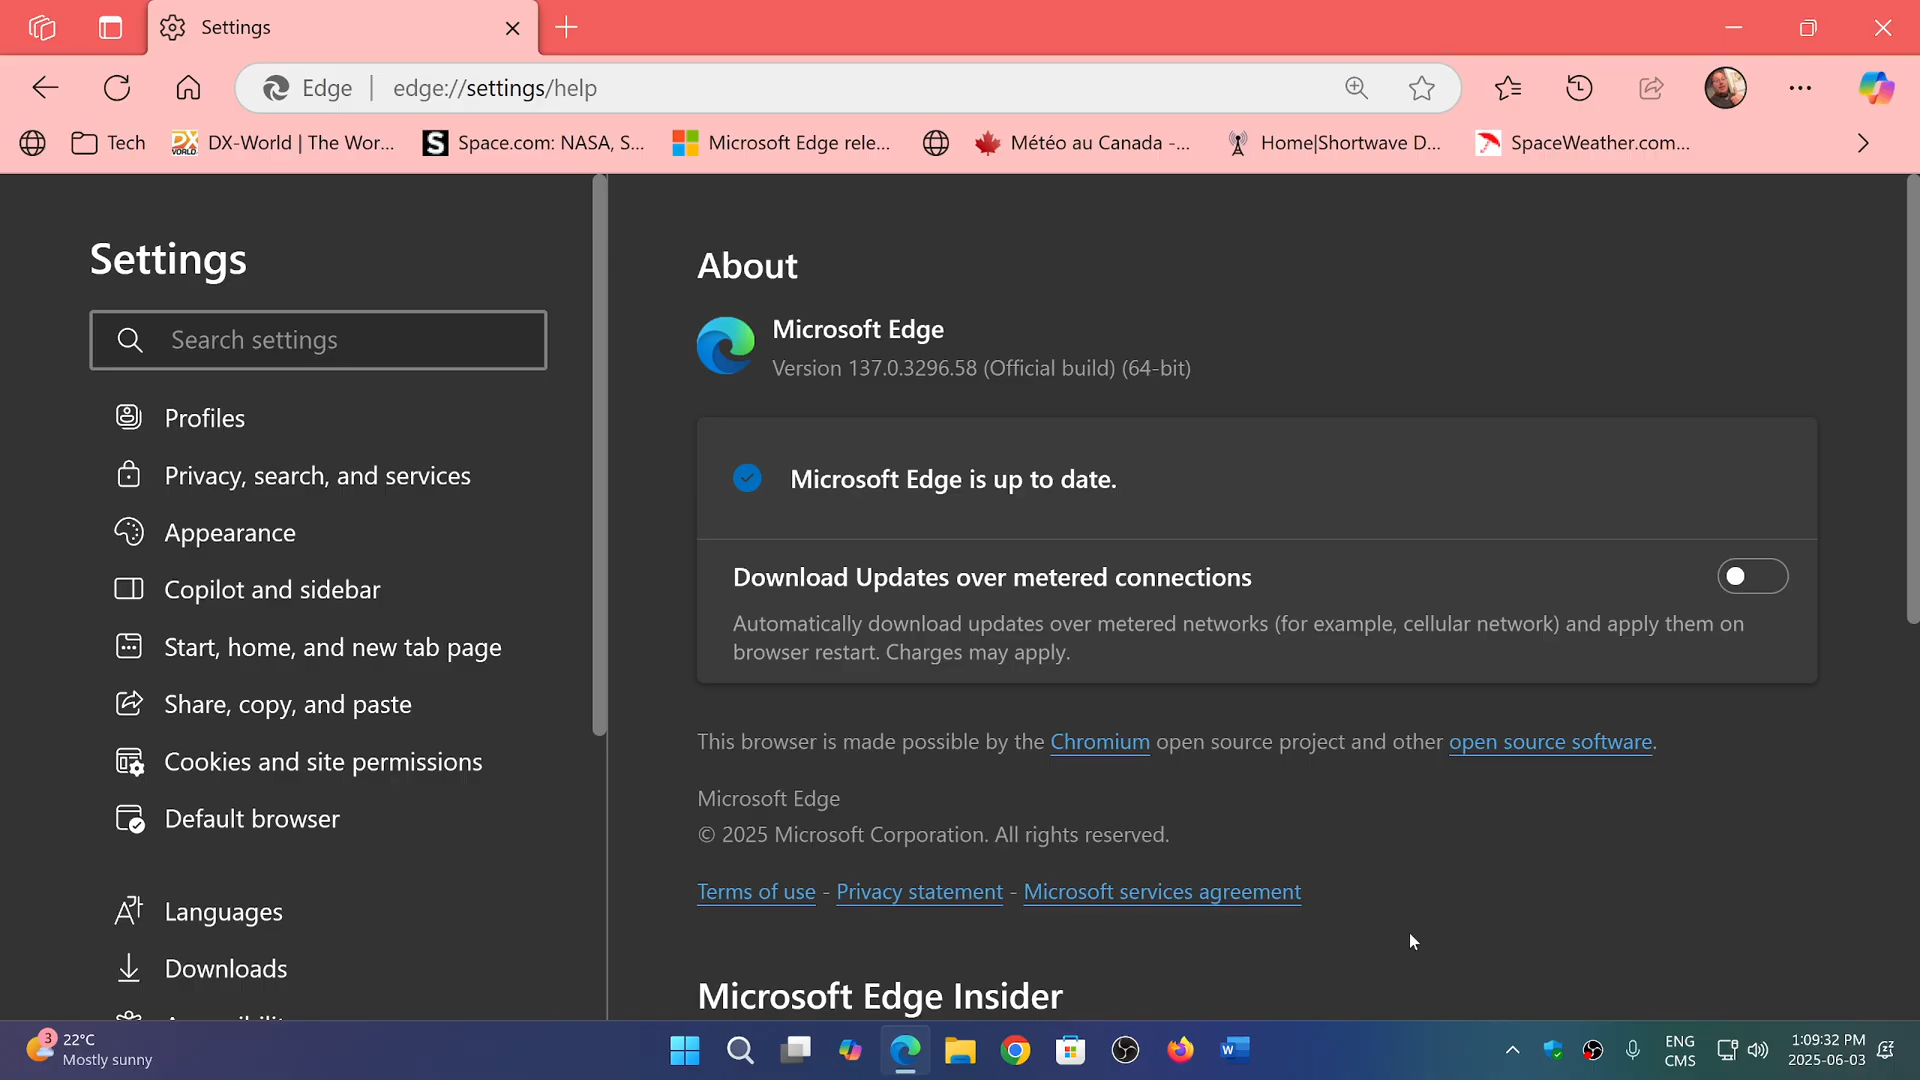 Settings
Edge
edge://settings/help
Tech
DX WORLD
DX-World | The Wor...
S
Space.com: NASA, S...
Microsoft Edge rele...
Météo au Canada -...
Home|Shortwave D...
SpaceWeather.com...
Settings
Search settings
Profiles
Privacy, search, and services
Appearance
Copilot and sidebar
Start, home, and new tab page
Share, copy, and paste
Cookies and site permissions
Default browser
Languages
Downloads
About
Microsoft Edge
Version 137.0.3296.58 (Official build) (64-bit)
Microsoft Edge is up to date.
Download Updates over metered connections
Automatically download updates over metered networks (for example, cellular network) and apply them on
browser restart. Charges may apply.
This browser is made possible by the Chromium open source project and other open source software.
Microsoft Edge
© 2025 Microsoft Corporation. All rights reserved.
Terms of use - Privacy statement - Microsoft services agreement
Microsoft Edge Insider
3
22°C
Mostly sunny
W
ENG
CMS
1:09:32 PM
2025-06-03